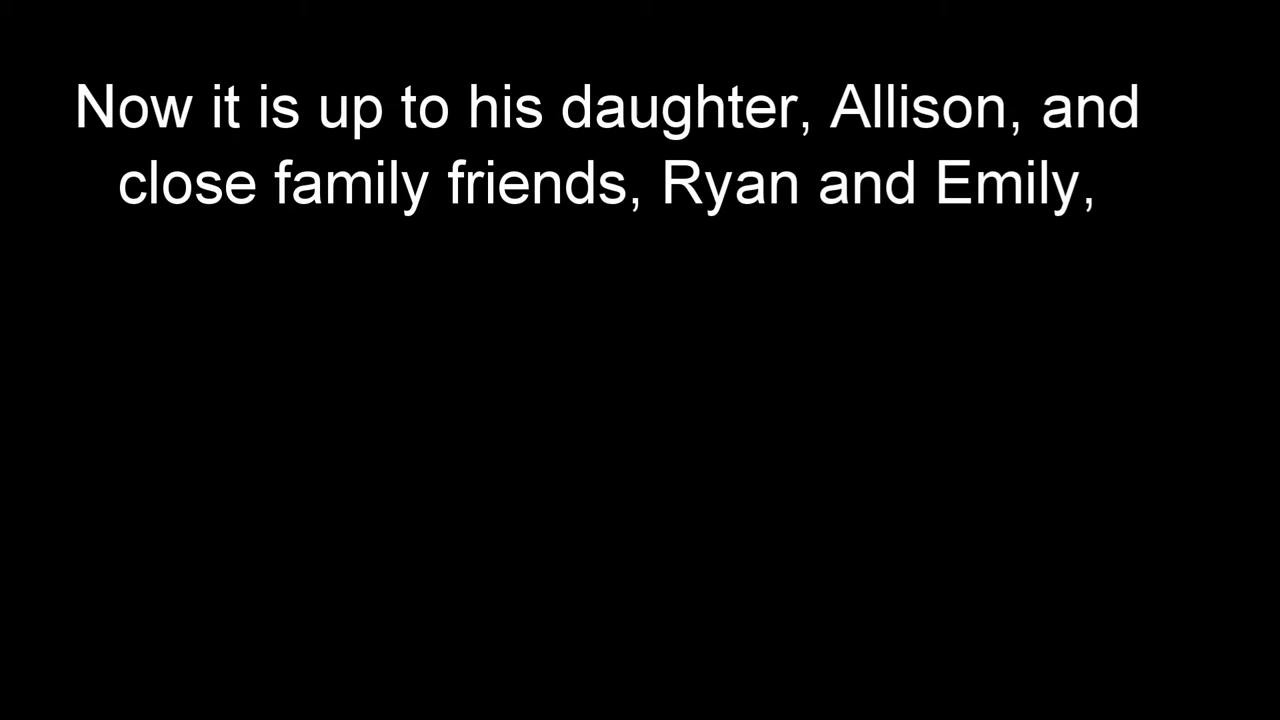 Now it is up to his daughter, Allison, and
close family friends, Ryan and Emily,